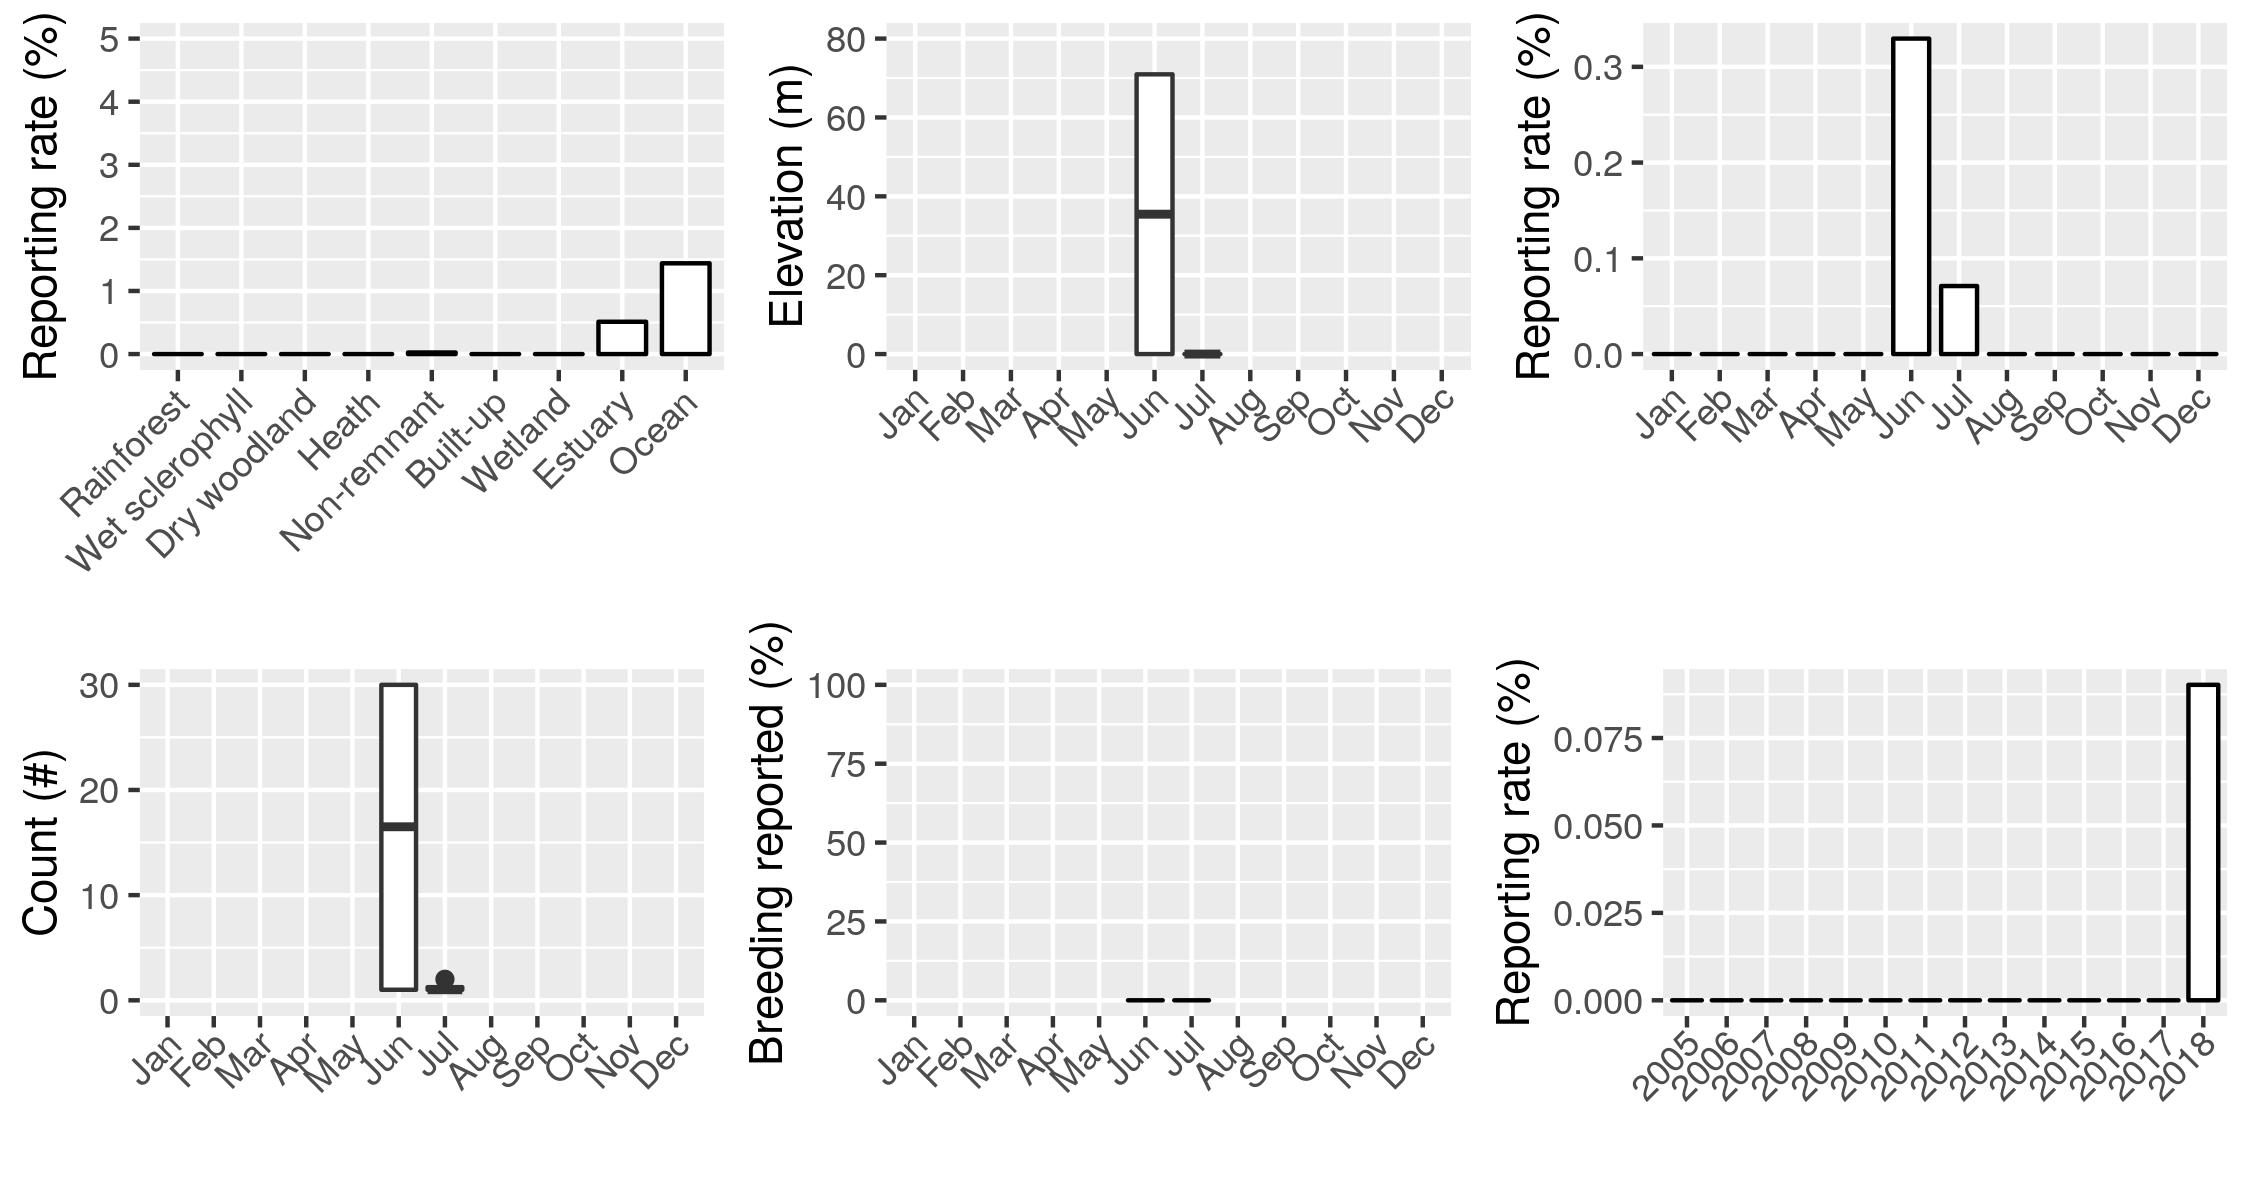 Reporting rate (%)
5
4
3
2
1
0
Rainforest
Wet sclerophyll
Dry woodland
Heath
Non-remnant
Built-up
Wetland
Estuary
Ocean
Elevation (m)
80
60
40
20
0
Jan Feb Mar Apr May Jun Jul Aug Sep Oct Nov Dec
Reporting rate (%)
0.3
0.2
0.1
0.0
Jan Feb Mar Apr May Jun Jul Aug Sep Oct Nov Dec
Count (#)
30
20
10
0
Jan Feb Mar Apr May Jun Jul Aug Sep Oct Nov Dec
Breeding reported (%)
100
75
50
25
0
Jan Feb Mar Apr May Jun Jul Aug Sep Oct Nov Dec
Reporting rate (%)
0.075
0.050
0.025
0.000
2005 2006 2007 2008 2009 2010 2011 2012 2013 2014 2015 2016 2017 2018